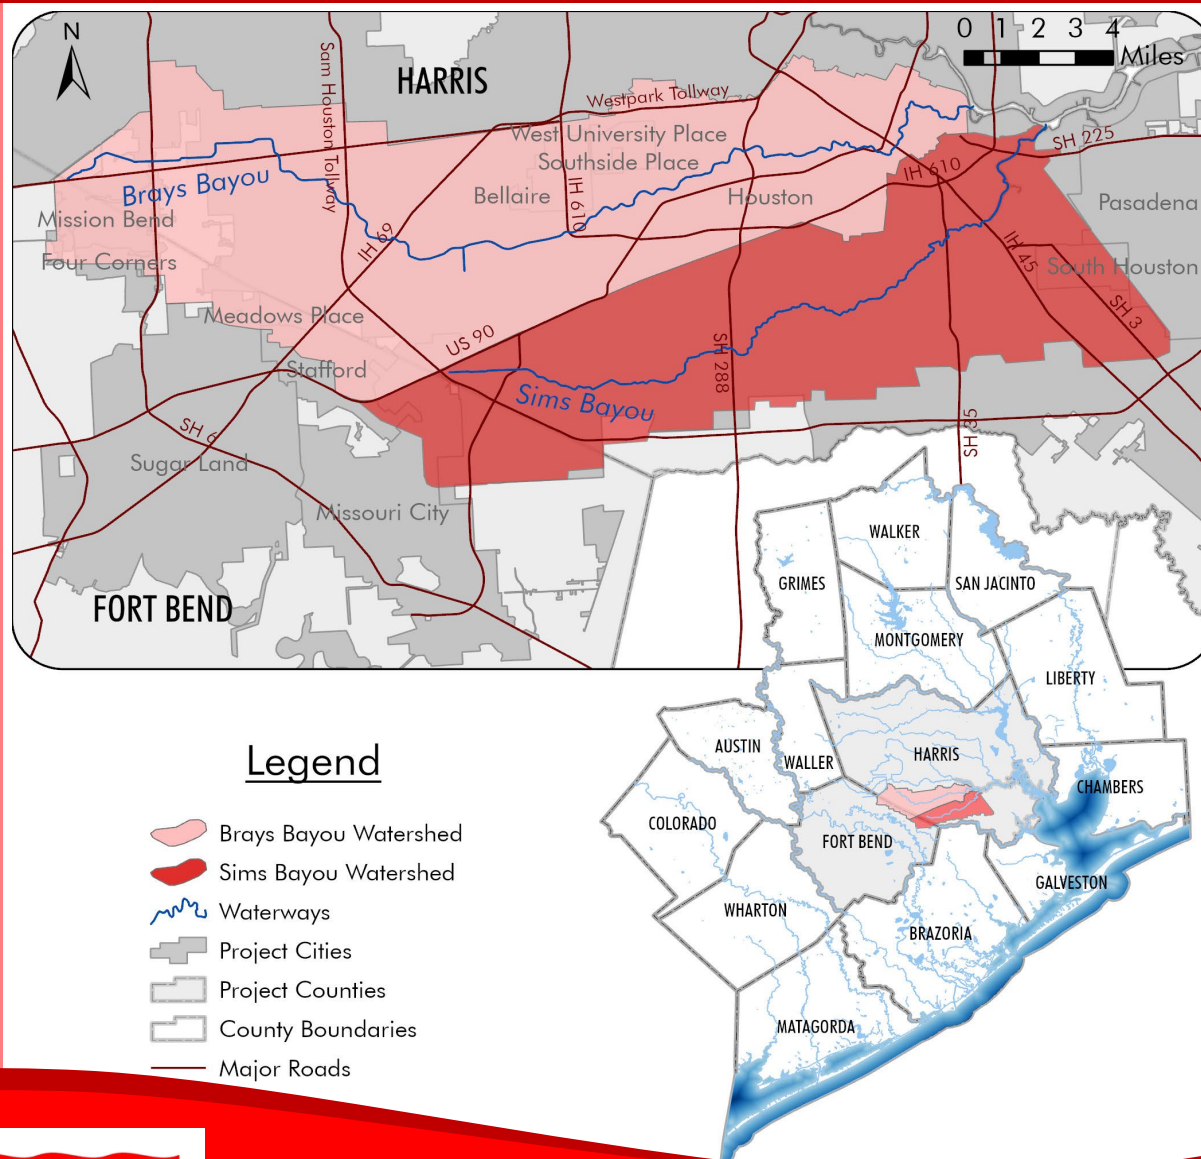 N
HARRIS
0 1 2 3 4
Miles
Sam Houston Tollway
Westpark Tollway
West University Place
Southside Place
SH 225
Brays Bayou
Bellaire
IH 610
Houston
IH 610
Pasadena
Mission Bend
IH 69
Four Corners
IH 45
South Houston
Meadows Place
US 90
SH 3
Stafford
SH 288
Sims Bayou
SH 6
SH 35
Sugar Land
Missouri City
FORT BEND
WALKER
GRIMES
SAN JACINTO
MONTGOMERY
LIBERTY
AUSTIN
WALLER
HARRIS
CHAMBERS
COLORADO
FORT BEND
GALVESTON
WHARTON
BRAZORIA
MATAGORDA
Legend
Brays Bayou Watershed
Sims Bayou Watershed
Waterways
Project Cities
Project Counties
County Boundaries
Major Roads